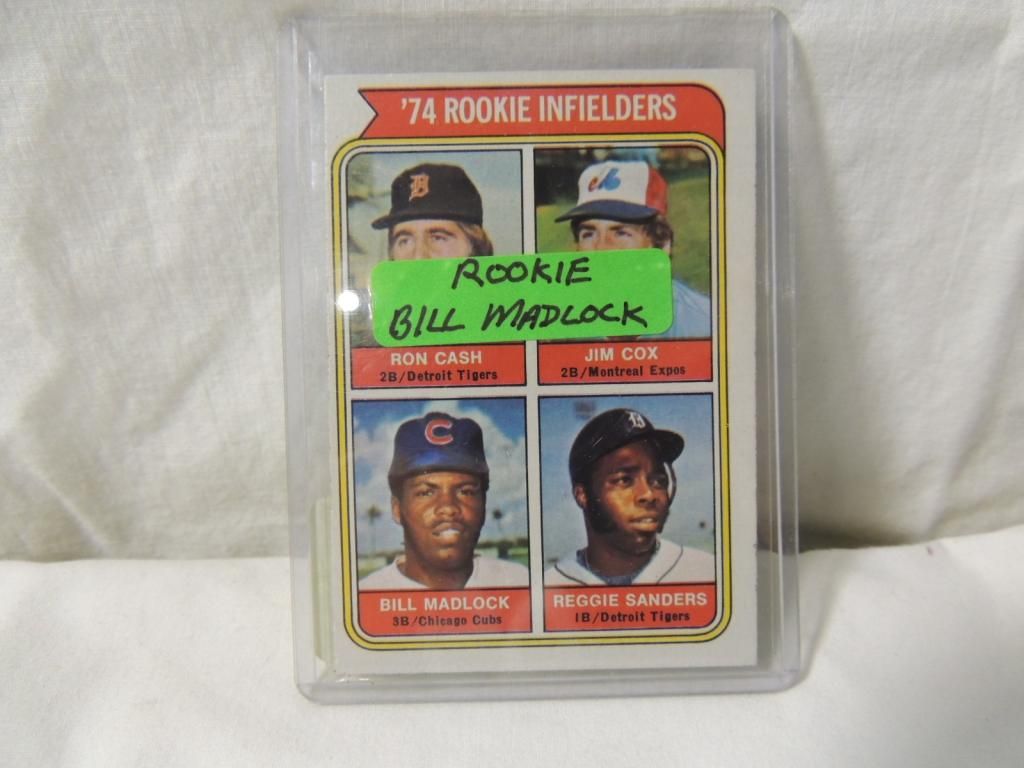 '74 ROOKIE INFIELDERS
ROOKIE
BILL MADLOCK
RON CASH
2B/Detroit Tigers
JIM COX
2B/Montreal Expos
BILL MADLOCK
3B/Chicago Cubs
REGGIE SANDERS
1B/Detroit Tigers